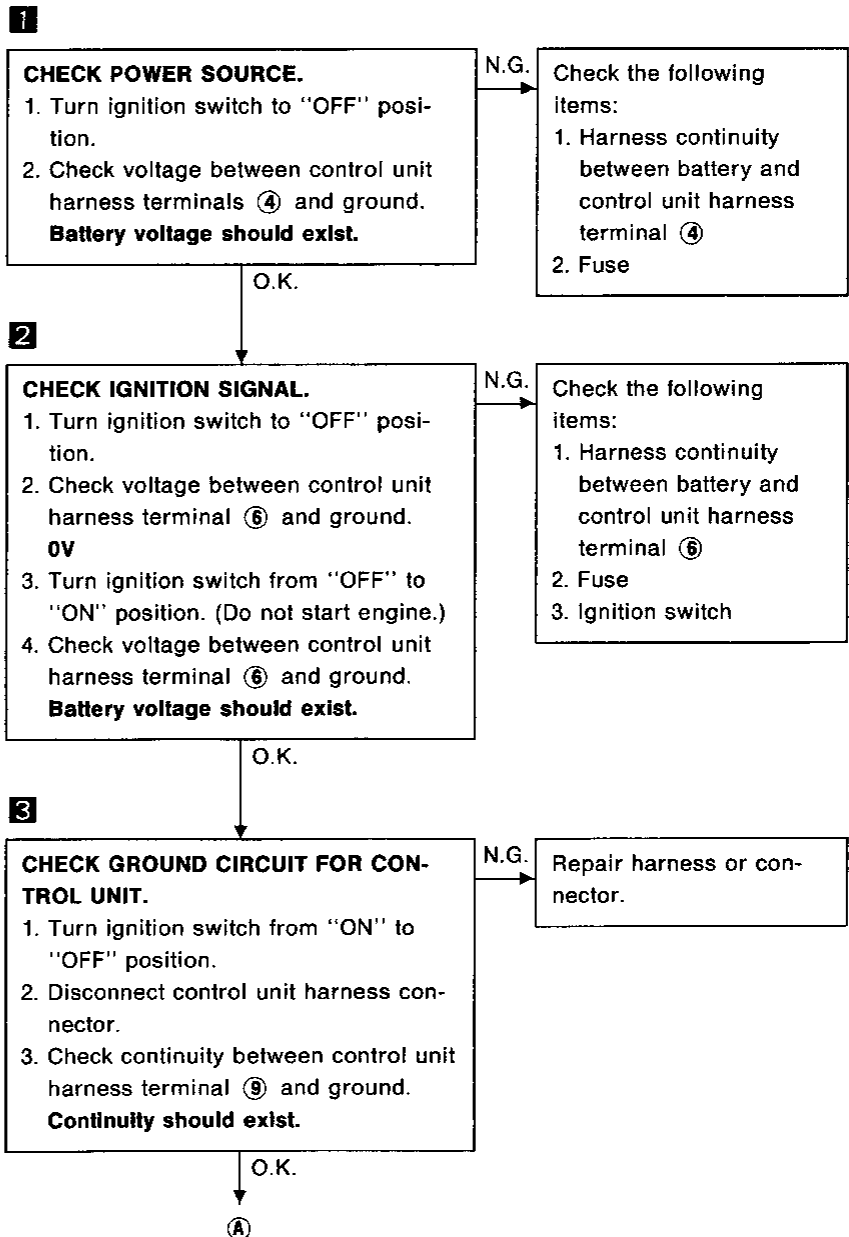 1
CHECK POWER SOURCE.
1. Turn ignition switch to "OFF" posi-
tion.
2. Check voltage between control unit
harness terminals ④ and ground.
Battery voltage should exist.
N.G.
Check the following
items:
1. Harness continuity
between battery and
control unit harness
terminal ④
2. Fuse
O.K.
2
CHECK IGNITION SIGNAL.
1. Turn ignition switch to "OFF" posi-
tion.
2. Check voltage between control unit
harness terminal ⑥ and ground.
0V
3. Turn ignition switch from "OFF" to
"ON" position. (Do not start engine.)
4. Check voltage between control unit
harness terminal ⑥ and ground.
Battery voltage should exist.
N.G.
Check the following
items:
1. Harness continuity
between battery and
control unit harness
terminal ⑥
2. Fuse
3. Ignition switch
O.K.
3
CHECK GROUND CIRCUIT FOR CON-
TROL UNIT.
1. Turn ignition switch from "ON" to
"OFF" position.
2. Disconnect control unit harness con-
nector.
3. Check continuity between control unit
harness terminal ⑨ and ground.
Continuity should exist.
N.G.
Repair harness or con-
nector.
O.K.
Ⓐ